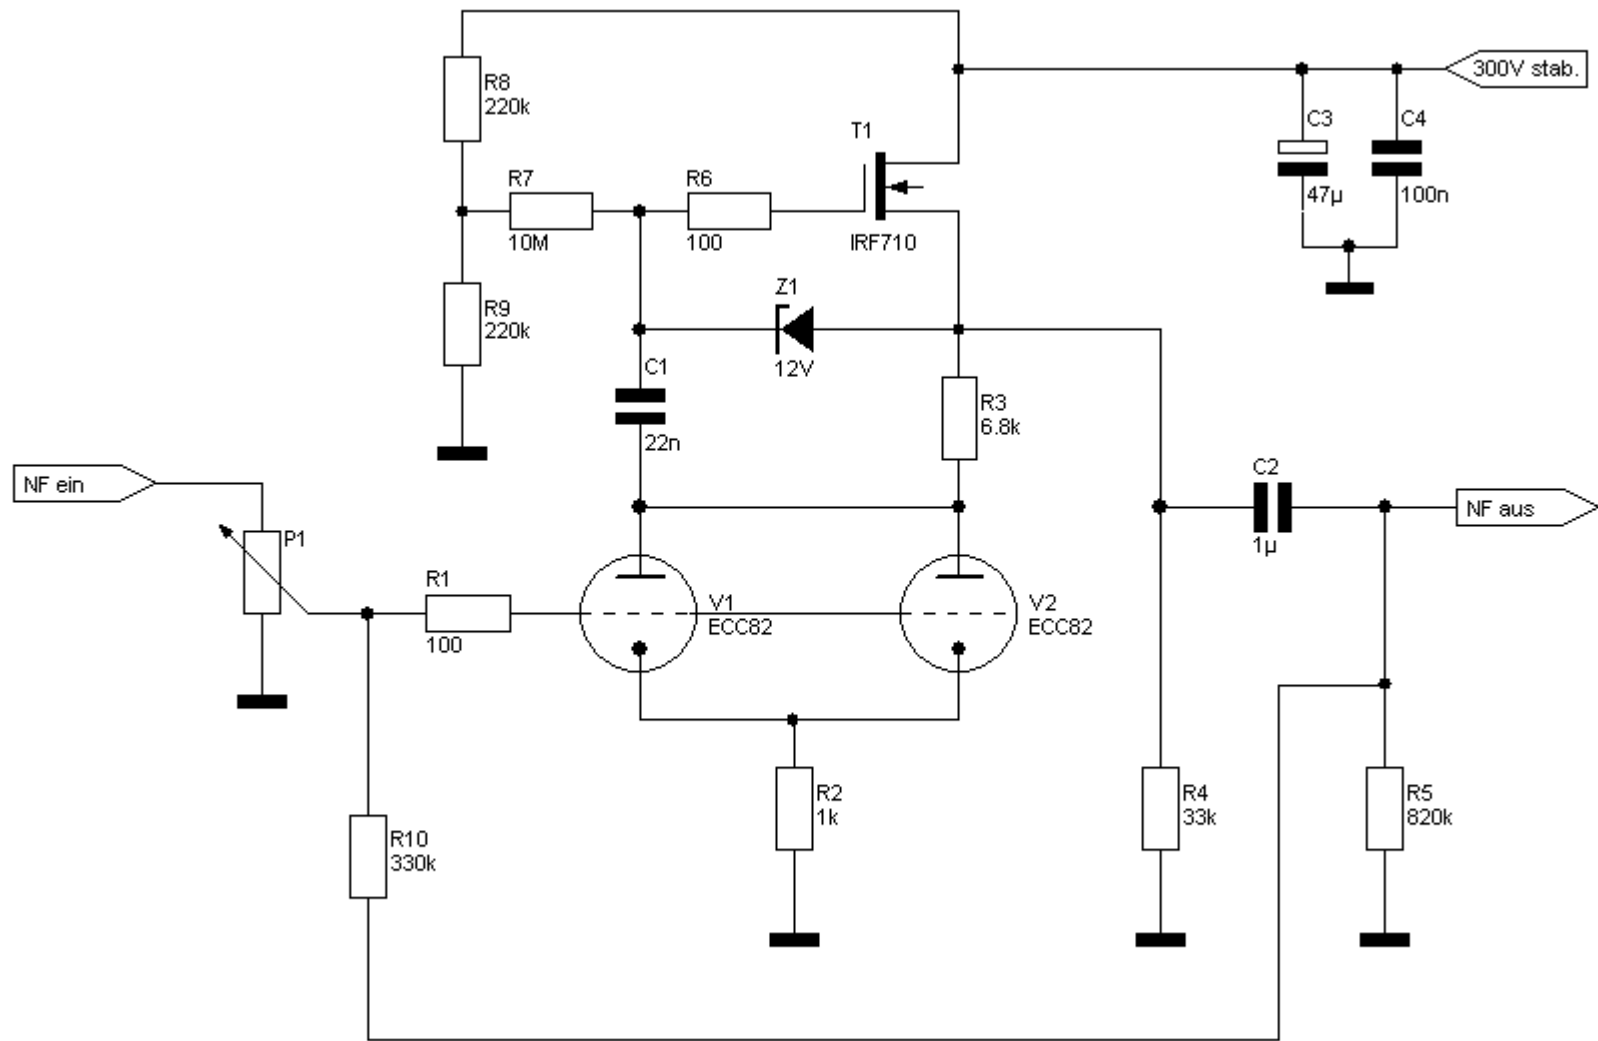 R8
220k
300V stab.
C3
47µ
C4
100n
T1
IRF710
R7
10M
R6
100
R9
220k
Z1
12V
C1
22n
R3
6.8k
NF ein
P1
C2
1µ
NF aus
R1
100
V1
ECC82
V2
ECC82
R2
1k
R4
33k
R5
820k
R10
330k